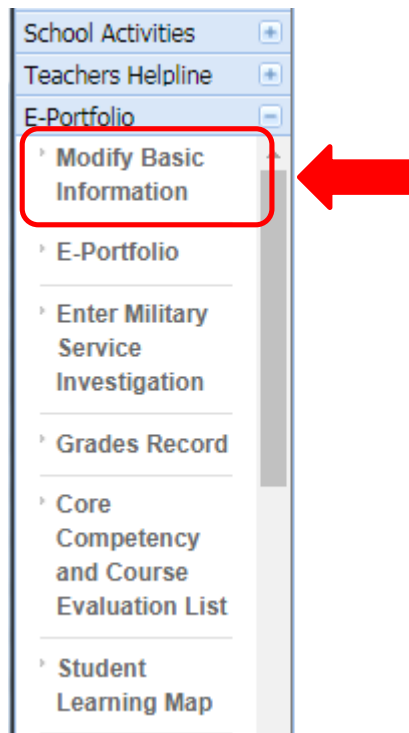 School Activities
Teachers Helpline
E-Portfolio
Modify Basic
Information
E-Portfolio
Enter Military
Service
Investigation
Grades Record
Core
Competency
and Course
Evaluation List
Student
Learning Map